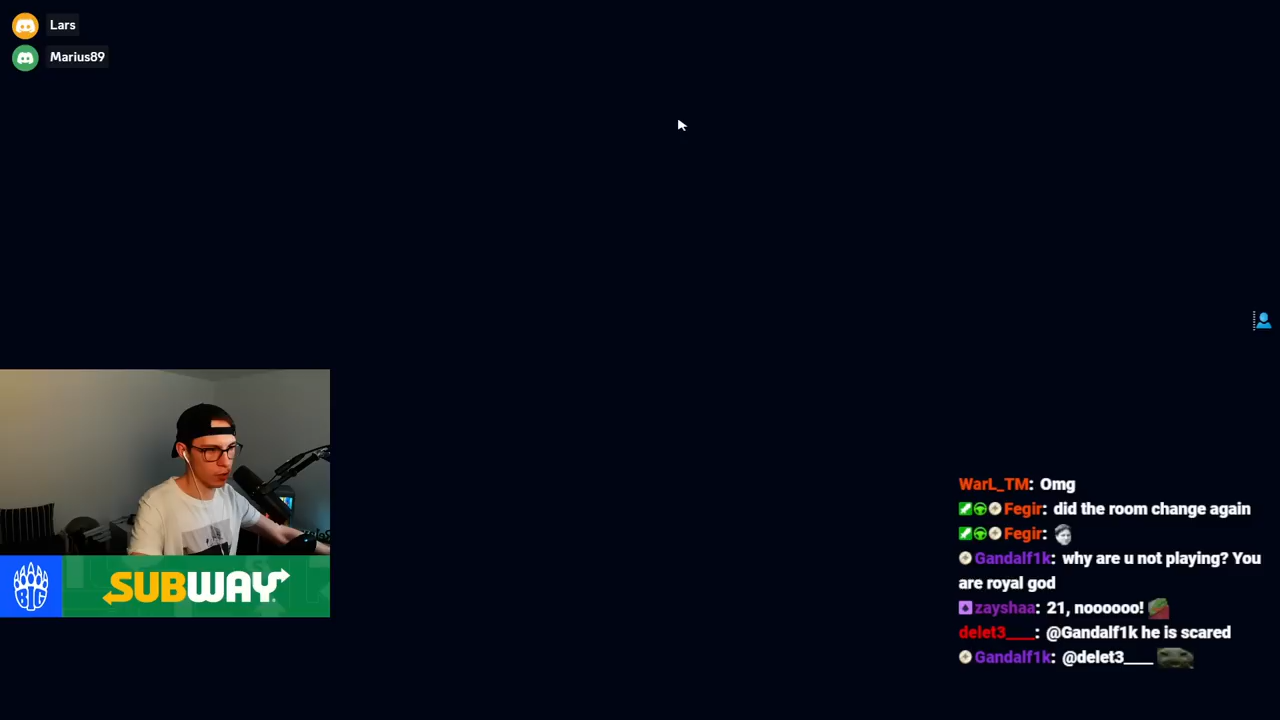 Lars
Marius89
WarL_TM: Omg
Fegir: did the room change again
Fegir:
Gandalf1k: why are u not playing? You
are royal god
zayshaa: 21, noooooo!
delet3____: @Gandalf1k he is scared
Gandalf1k: @delet3____
BIG
SUBWAY